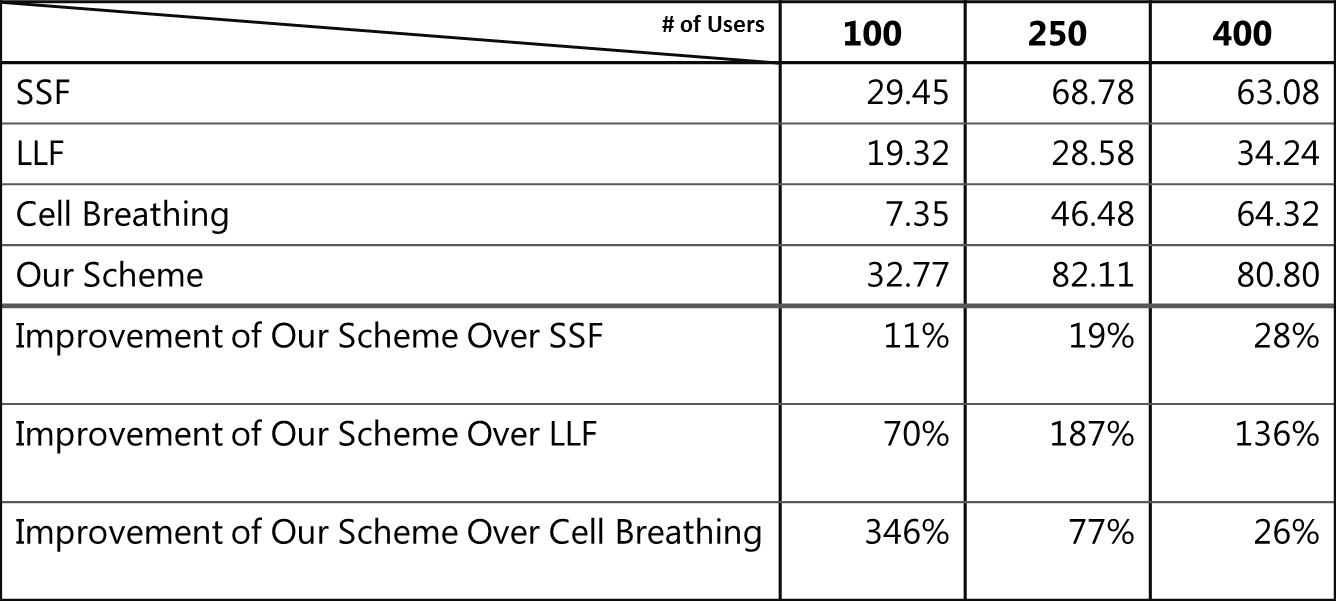 # of Users 100 250 400
SSF 29.45 68.78 63.08
LLF 19.32 28.58 34.24
Cell Breathing 7.35 46.48 64.32
Our Scheme 32.77 82.11 80.80
Improvement of Our Scheme Over SSF 11% 19% 28%
Improvement of Our Scheme Over LLF 70% 187% 136%
Improvement of Our Scheme Over Cell Breathing 346% 77% 26%